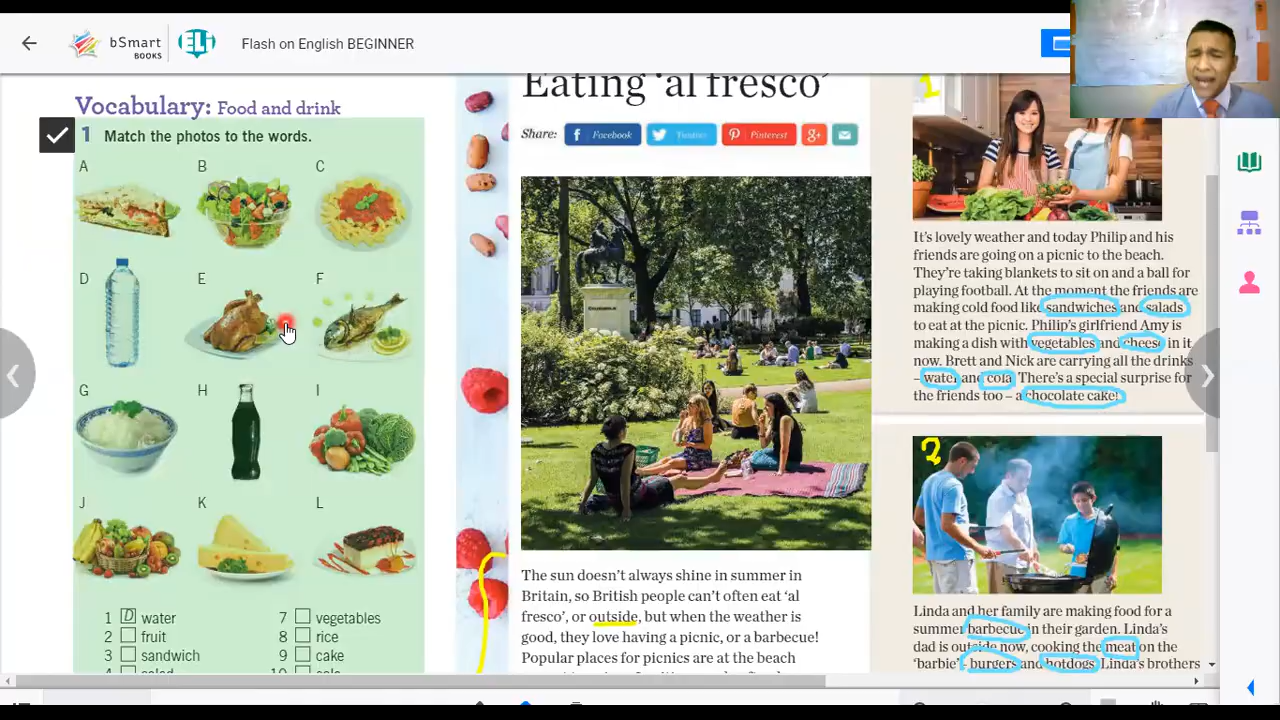 bSmart
BOOKS
ELi
Flash on English BEGINNER
Vocabulary: Food and drink
1 Match the photos to the words.
A
B
C
D
E
F
G
H
I
J
K
L
1 D water
2 fruit
3 sandwich
7 vegetables
8 rice
9 cake
Eating ‘al fresco’
Share:
Facebook
Twitter
Pinterest
g+
The sun doesn’t always shine in summer in
Britain, so British people can’t often eat ‘al
fresco’, or outside, but when the weather is
good, they love having a picnic, or a barbecue!
Popular places for picnics are at the beach
1
It’s lovely weather and today Philip and his
friends are going on a picnic to the beach.
They’re taking blankets to sit on and a ball for
playing football. At the moment the friends are
making cold food like sandwiches and salads
to eat at the picnic. Philip’s girlfriend Amy is
making a dish with vegetables and cheese in it
now. Brett and Nick are carrying all the drinks
– water and cola. There’s a special surprise for
the friends too – a chocolate cake!
2
Linda and her family are making food for a
summer barbecue in their garden. Linda’s
dad is outside now, cooking the meat on the
‘barbie’ – burgers and hotdogs. Linda’s brothers